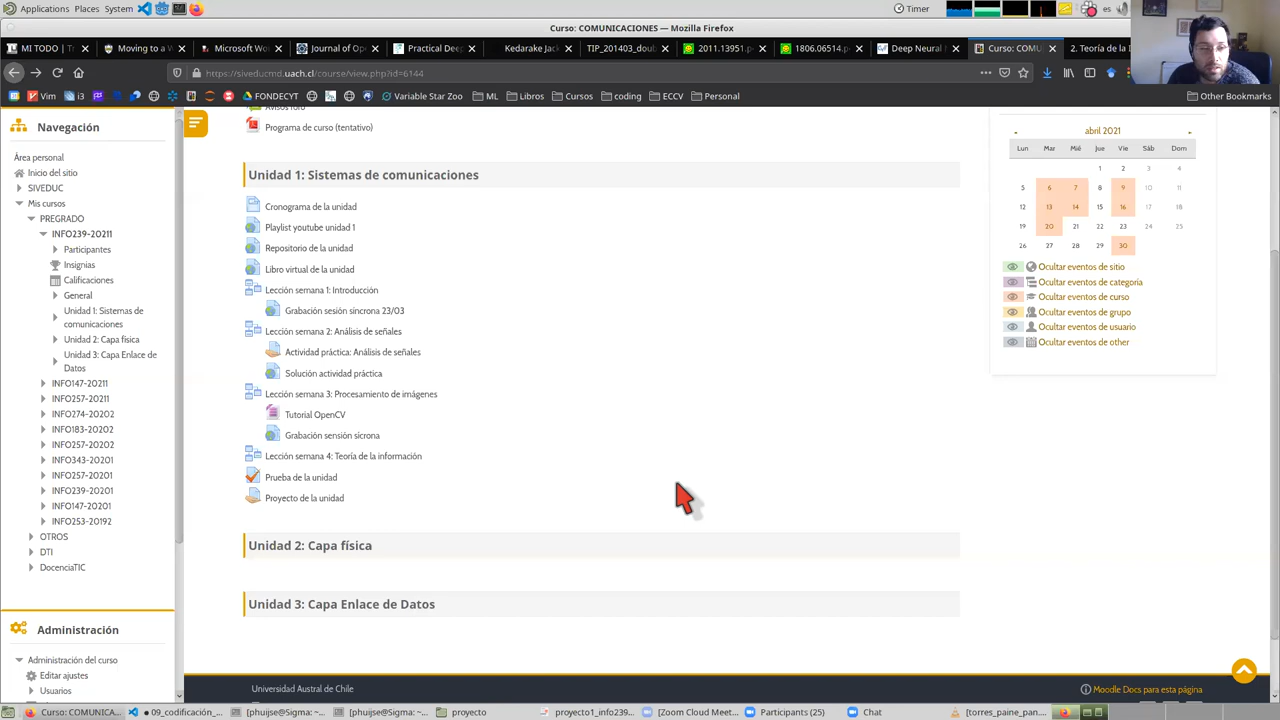 Applications Places System Timer es
Curso: COMUNICACIONES — Mozilla Firefox
MI TODO | Tr Moving to a w Microsoft Wor Journal of Op Practical Deep Kedarake Jack TIP_201403_doub 2011.13951.p 1806.06514.p Deep Neural N Curso: COMU 2. Teoría de la i
https://siveducmd.uach.cl/course/view.php?id=6144
Vim FONDECYT Variable Star Zoo ML Libros Cursos coding ECCV Personal Other Bookmarks
Navegación
Área personal
Inicio del sitio
SIVEDUC
Mis cursos
PREGRADO
INFO239-20211
Participantes
Insignias
Calificaciones
General
Unidad 1: Sistemas de
comunicaciones
Unidad 2: Capa física
Unidad 3: Capa Enlace de
Datos
INFO147-20211
INFO257-20211
INFO274-20202
INFO183-20202
INFO257-20202
INFO343-20201
INFO257-20201
INFO239-20201
INFO147-20201
INFO253-20192
OTROS
DTI
DocenciaTIC
Administración
Administración del curso
Editar ajustes
Usuarios
Avisos foro
Programa de curso (tentativo)
Unidad 1: Sistemas de comunicaciones
Cronograma de la unidad
Playlist youtube unidad 1
Repositorio de la unidad
Libro virtual de la unidad
Lección semana 1: Introducción
Grabación sesión síncrona 23/03
Lección semana 2: Análisis de señales
Actividad práctica: Análisis de señales
Solución actividad práctica
Lección semana 3: Procesamiento de imágenes
Tutorial OpenCV
Grabación sensión sícrona
Lección semana 4: Teoría de la información
Prueba de la unidad
Proyecto de la unidad
Unidad 2: Capa física
Unidad 3: Capa Enlace de Datos
abril 2021
Lun Mar Mié Jue Vie Sáb Dom
1 2 3 4
5 6 7 8 9 10 11
12 13 14 15 16 17 18
19 20 21 22 23 24 25
26 27 28 29 30
Ocultar eventos de sitio
Ocultar eventos de categoría
Ocultar eventos de curso
Ocultar eventos de grupo
Ocultar eventos de usuario
Ocultar eventos de other
Universidad Austral de Chile
Moodle Docs para esta página
Curso: COMUNICA... 09_codificación_... [phuijse@Sigma: ~... [phuijse@Sigma: ~... proyecto proyecto1_info239... [Zoom Cloud Meet... Participants (25) Chat [torres_paine_pan...